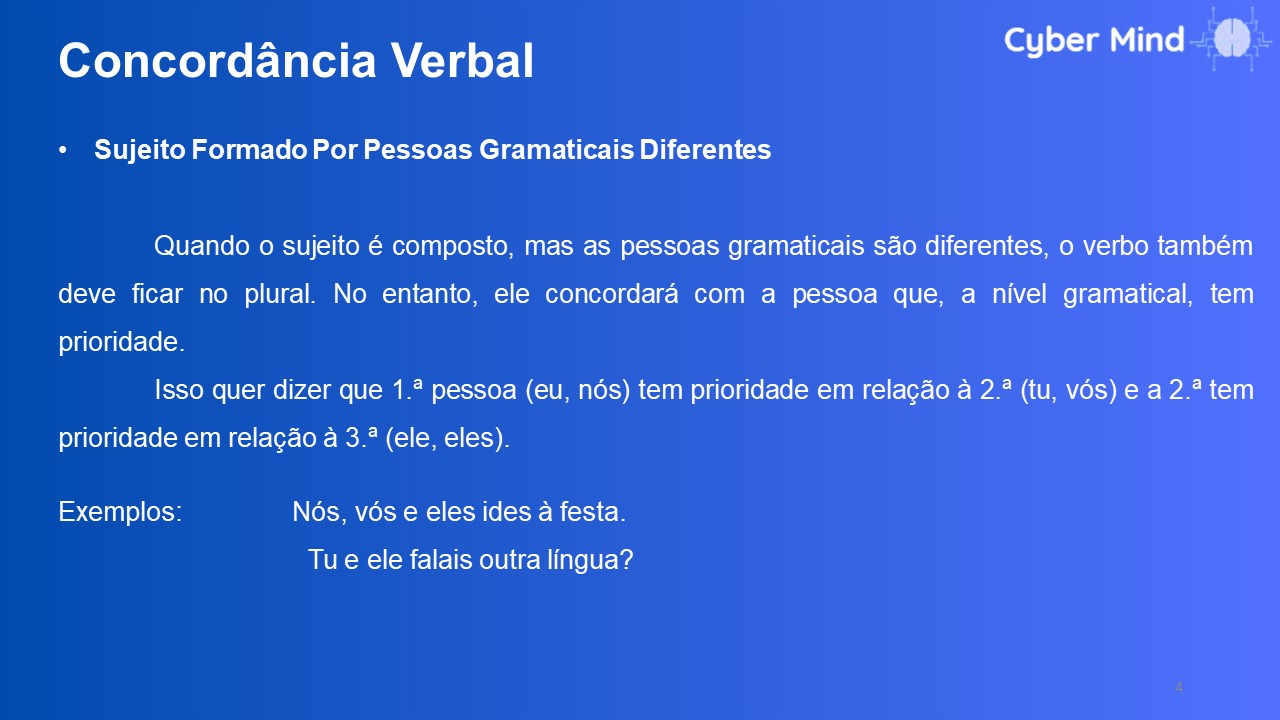 Concordância Verbal
Cyber Mind
• Sujeito Formado Por Pessoas Gramaticais Diferentes
Quando o sujeito é composto, mas as pessoas gramaticais são diferentes, o verbo também
deve ficar no plural. No entanto, ele concordará com a pessoa que, a nível gramatical, tem
prioridade.
Isso quer dizer que 1.ª pessoa (eu, nós) tem prioridade em relação à 2.ª (tu, vós) e a 2.ª tem
prioridade em relação à 3.ª (ele, eles).
Exemplos: Nós, vós e eles ides à festa.
Tu e ele falais outra língua?
4